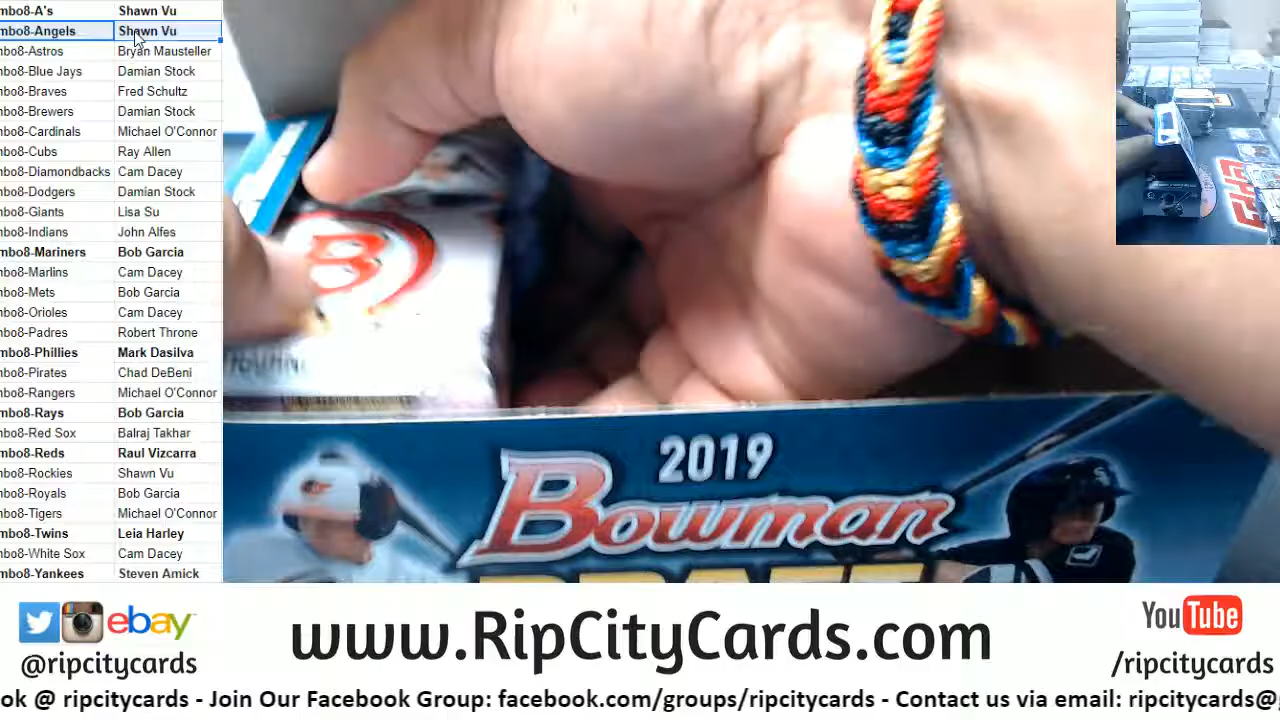 mbo8-A's Shawn Vu
mbo8-Angels Shawn Vu
mbo8-Astros Bryan Mausteller
mbo8-Blue Jays Damian Stock
mbo8-Braves Fred Schultz
mbo8-Brewers Damian Stock
mbo8-Cardinals Michael O'Connor
mbo8-Cubs Ray Allen
mbo8-Diamondbacks Cam Dacey
mbo8-Dodgers Damian Stock
mbo8-Giants Lisa Su
mbo8-Indians John Alfes
mbo8-Mariners Bob Garcia
mbo8-Marlins Cam Dacey
mbo8-Mets Bob Garcia
mbo8-Orioles Cam Dacey
mbo8-Padres Robert Throne
mbo8-Phillies Mark Dasilva
mbo8-Pirates Chad DeBeni
mbo8-Rangers Michael O'Connor
mbo8-Rays Bob Garcia
mbo8-Red Sox Balraj Takhar
mbo8-Reds Raul Vizcarra
mbo8-Rockies Shawn Vu
mbo8-Royals Bob Garcia
mbo8-Tigers Michael O'Connor
mbo8-Twins Leia Harley
mbo8-White Sox Cam Dacey
mbo8-Yankees Steven Amick
B
2019
Bowman
DRAFT
ebay
@ripcitycards
www.RipCityCards.com
YouTube
/ripcitycards
ok @ ripcitycards - Join Our Facebook Group: facebook.com/groups/ripcitycards - Contact us via email: ripcitycards@